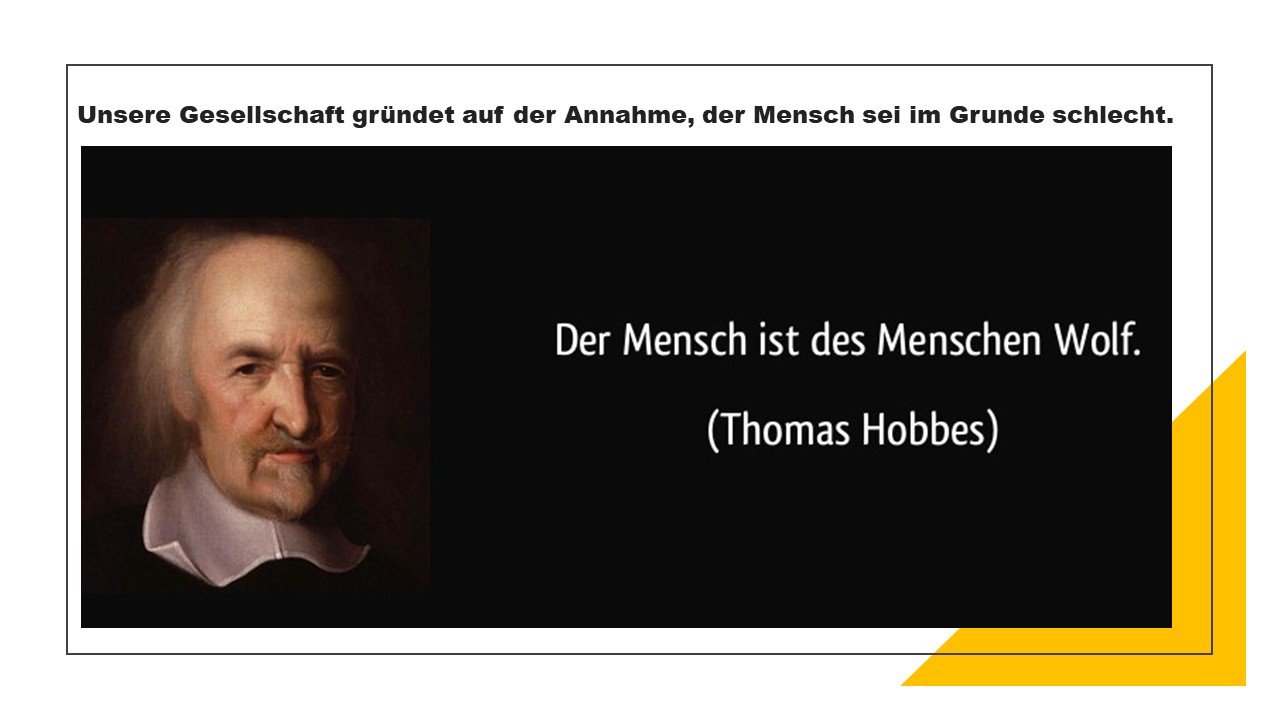 Unsere Gesellschaft gründet auf der Annahme, der Mensch sei im Grunde schlecht.
Der Mensch ist des Menschen Wolf.
(Thomas Hobbes)